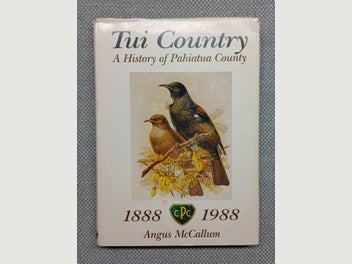 Tui Country
A History of Pahiatua County
1888 CPC 1988
Angus McCallum